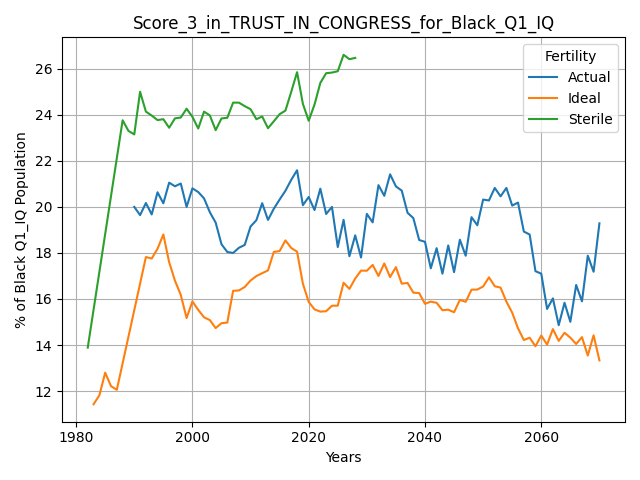 Score_3_in_TRUST_IN_CONGRESS_for_Black_Q1_IQ
% of Black Q1_IQ Population
26
24
22
20
18
16
14
12
Fertility
Actual
Ideal
Sterile
1980
2000
2020
2040
2060
Years